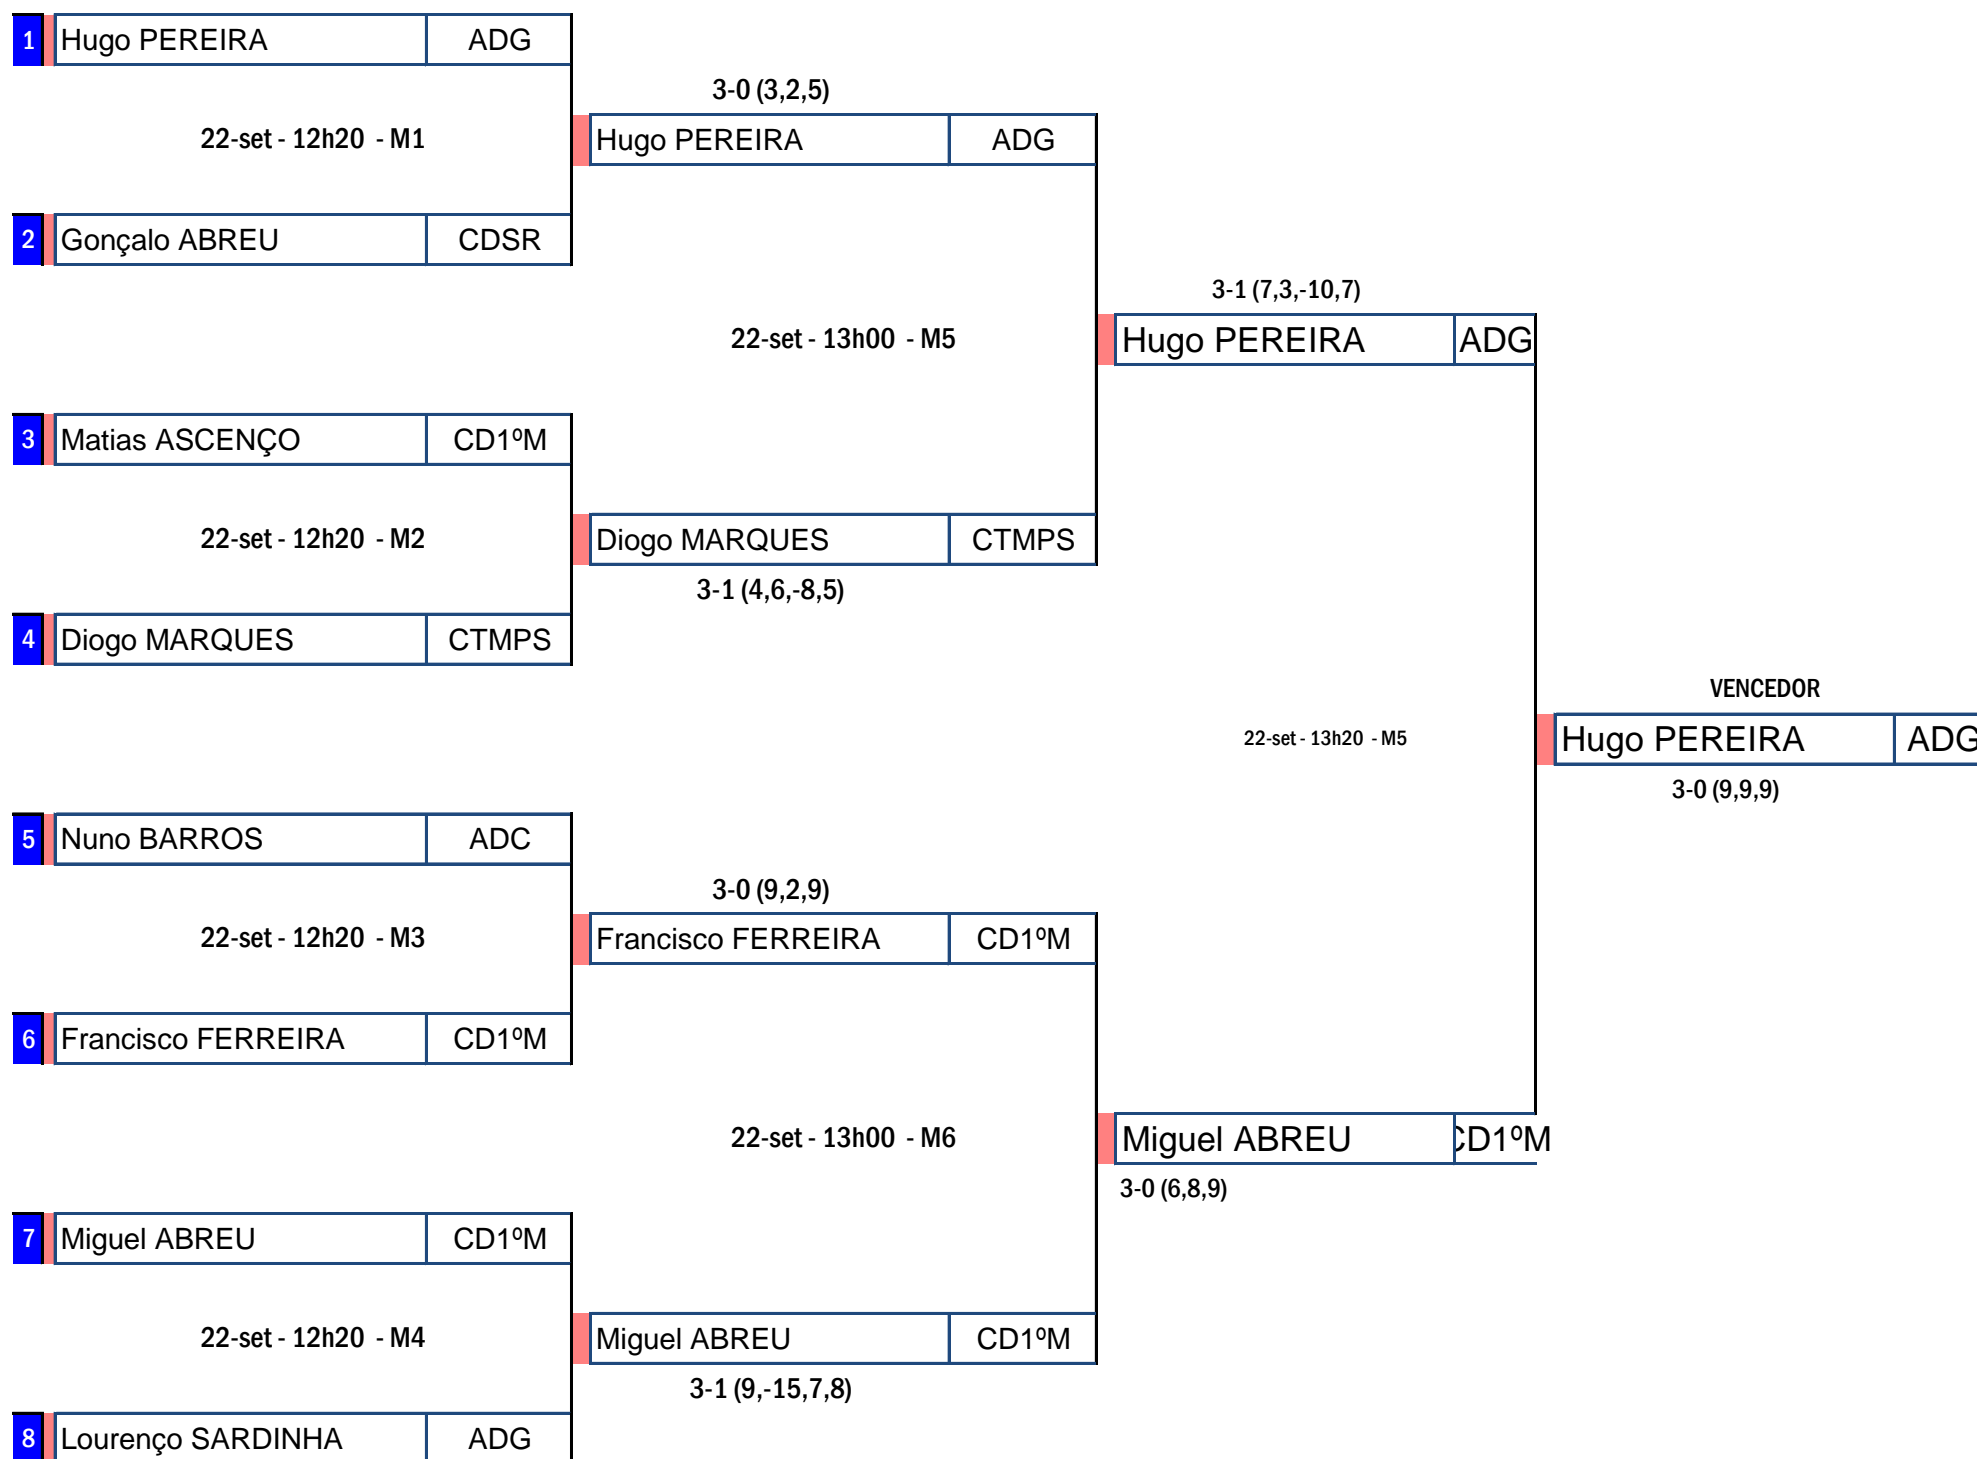 1 Hugo PEREIRA ADG
3-0 (3,2,5)
22-set - 12h20 - M1
Hugo PEREIRA ADG
2 Gonçalo ABREU CDSR
3-1 (7,3,-10,7)
22-set - 13h00 - M5
Hugo PEREIRA ADG
3 Matias ASCENÇO CD1ºM
22-set - 12h20 - M2
Diogo MARQUES CTMPS
3-1 (4,6,-8,5)
4 Diogo MARQUES CTMPS
VENCEDOR
22-set - 13h20 - M5
Hugo PEREIRA ADG
3-0 (9,9,9)
5 Nuno BARROS ADC
3-0 (9,2,9)
22-set - 12h20 - M3
Francisco FERREIRA CD1ºM
6 Francisco FERREIRA CD1ºM
22-set - 13h00 - M6
Miguel ABREU CD1ºM
3-0 (6,8,9)
7 Miguel ABREU CD1ºM
22-set - 12h20 - M4
Miguel ABREU CD1ºM
3-1 (9,-15,7,8)
8 Lourenço SARDINHA ADG